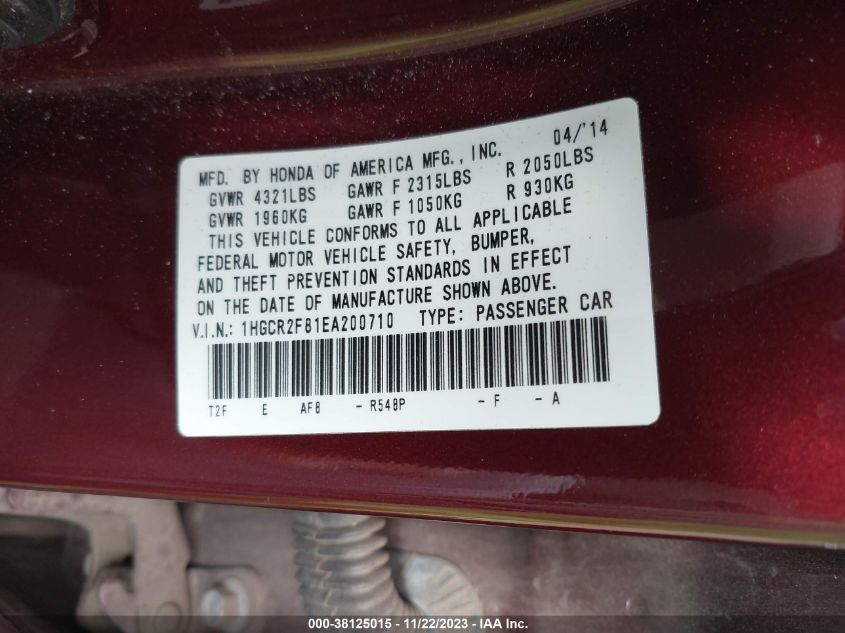 04/'14
MFD. BY HONDA OF AMERICA MFG., INC.
GVWR 4321LBS GAWR F 2315LBS R 2050LBS
GVWR 1960KG GAWR F 1050KG R 930KG
THIS VEHICLE CONFORMS TO ALL APPLICABLE
FEDERAL MOTOR VEHICLE SAFETY, BUMPER,
AND THEFT PREVENTION STANDARDS IN EFFECT
ON THE DATE OF MANUFACTURE SHOWN ABOVE.
V.I.N.: 1HGCR2F81EA200710 TYPE: PASSENGER CAR
T2F E AF8 - R548P - F - A
000-38125015 - 11/22/2023 - IAA Inc.